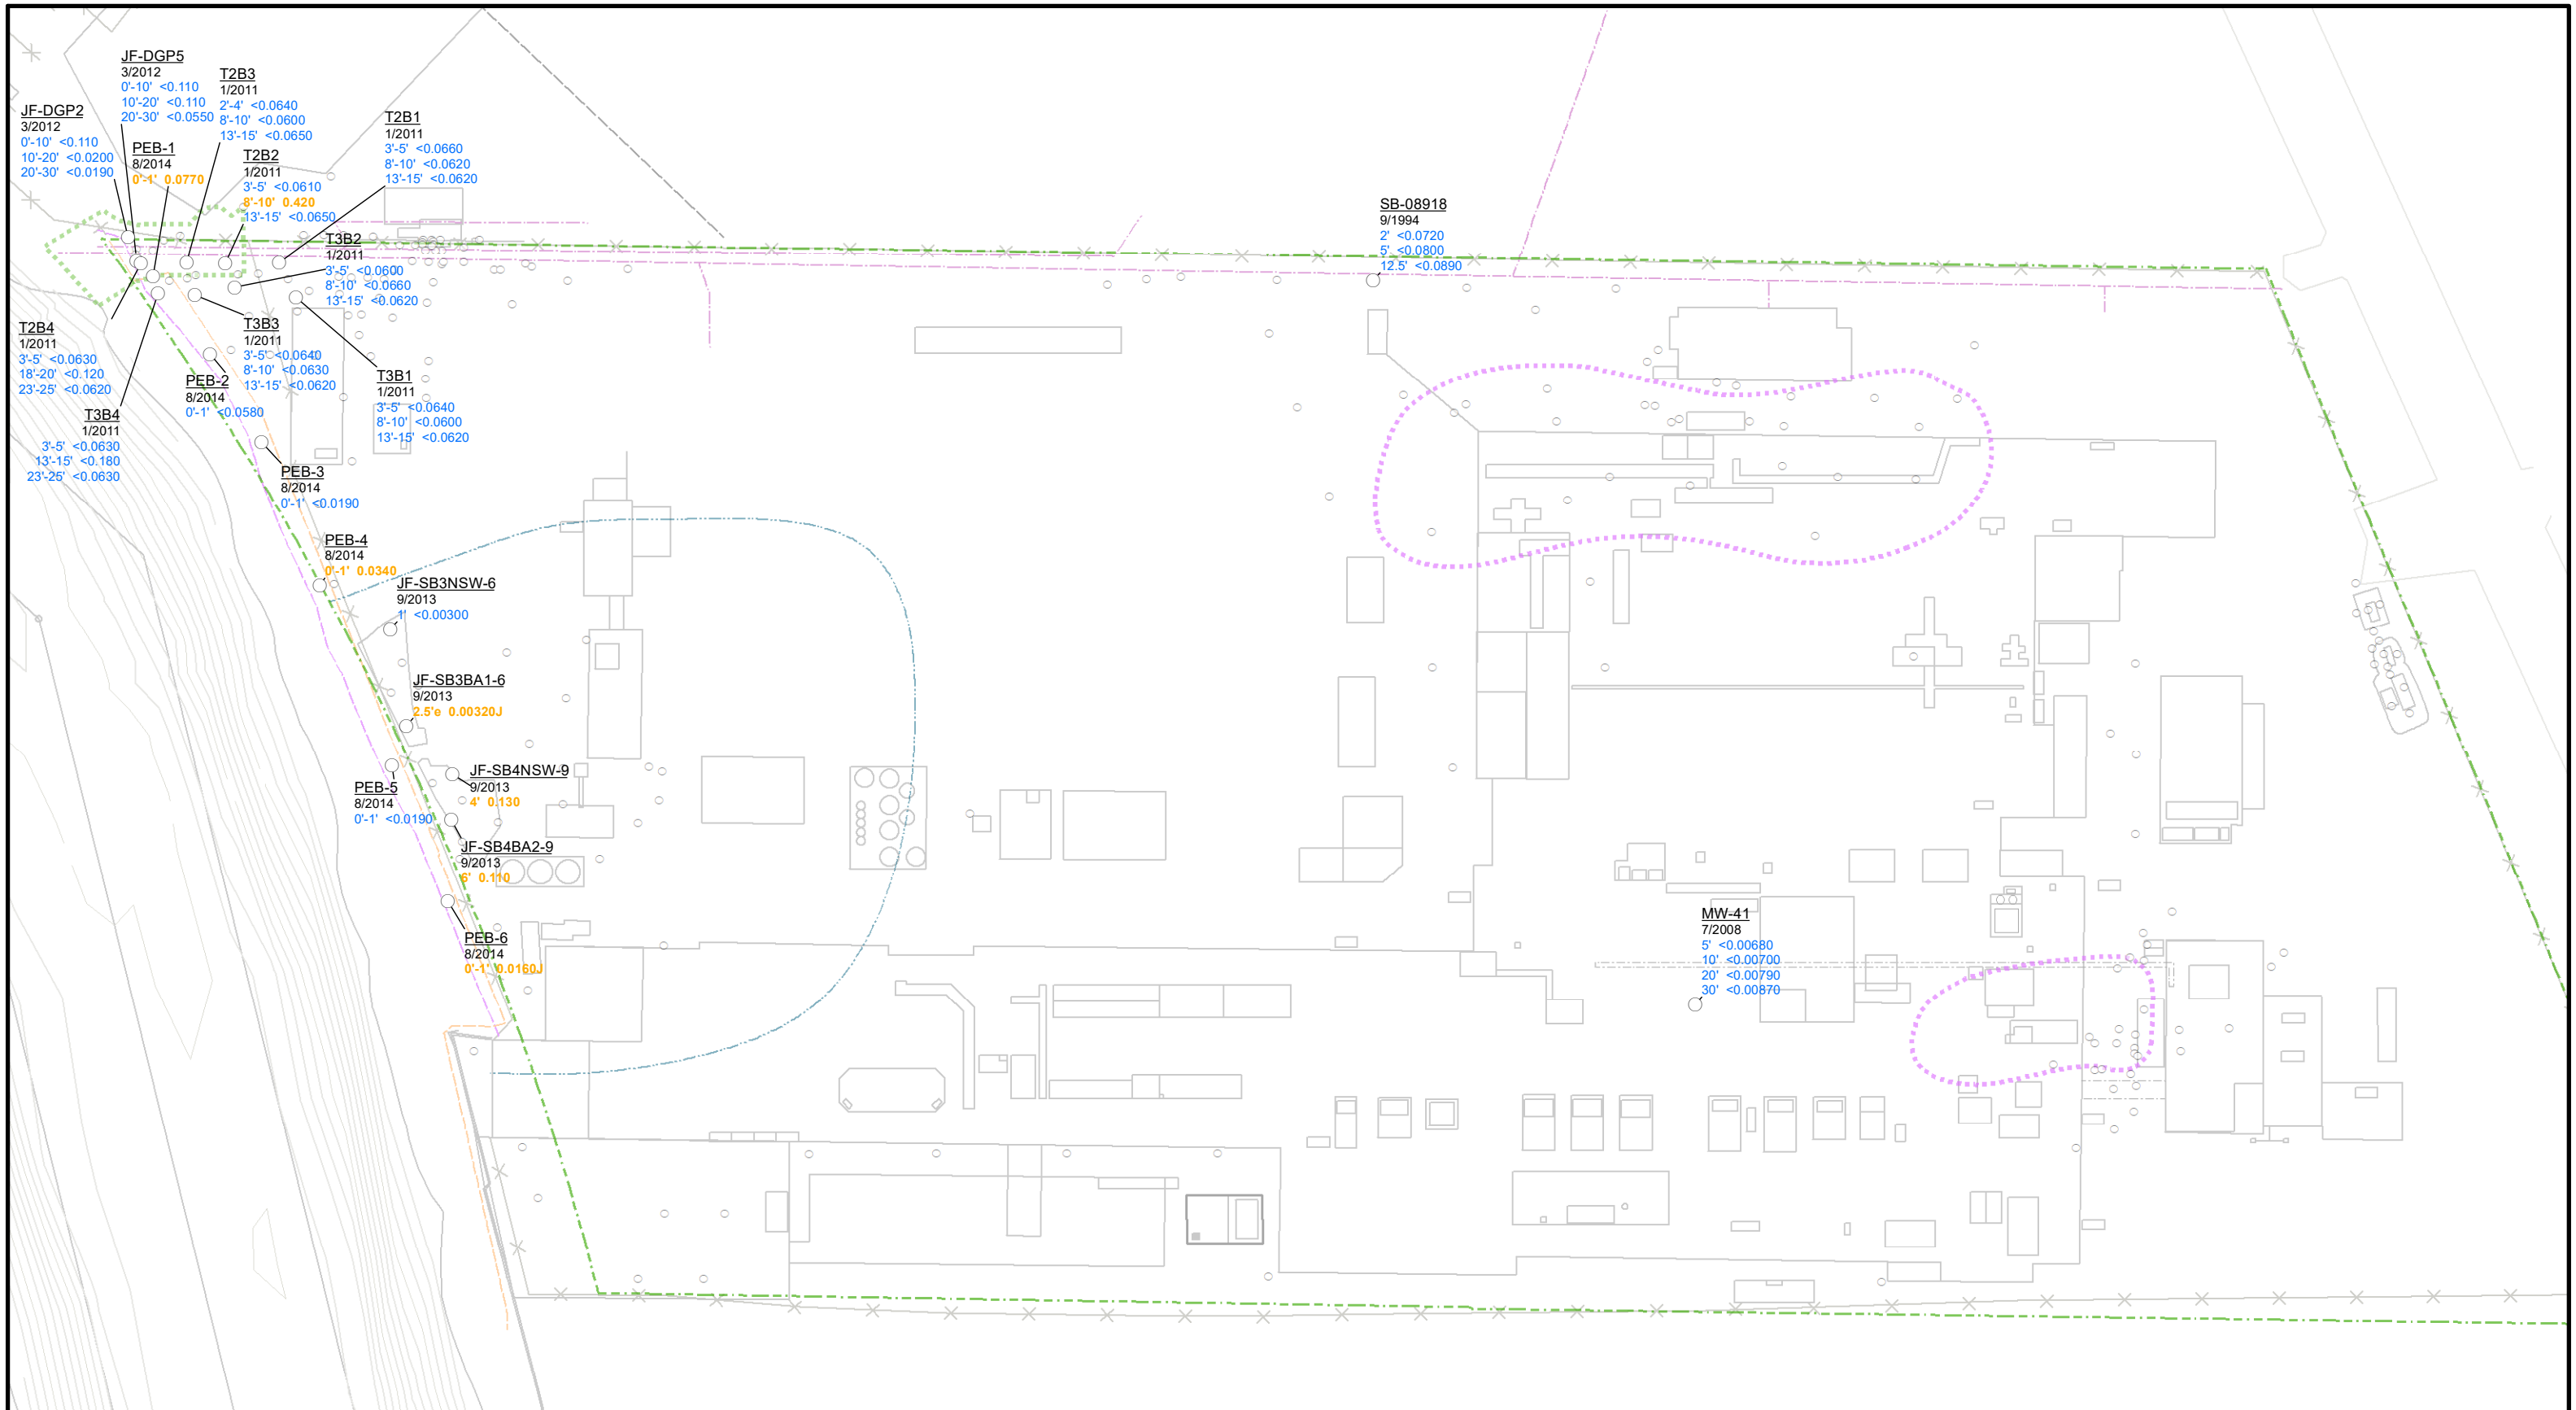 JF-DGP5
3/2012
0'-10' <0.110
10'-20' <0.110
20'-30' <0.0550
T2B3
1/2011
2'-4' <0.0640
8'-10' <0.0600
13'-15' <0.0650
JF-DGP2
3/2012
0'-10' <0.110
10'-20' <0.0200
20'-30' <0.0190
PEB-1
8/2014
0'-1' 0.0770
T2B2
1/2011
3'-5' <0.0610
8'-10' 0.420
13'-15' <0.0650
T2B1
1/2011
3'-5' <0.0660
8'-10' <0.0620
13'-15' <0.0620
T3B2
1/2011
3'-5' <0.0600
8'-10' <0.0660
13'-15' <0.0620
SB-08918
9/1994
2' <0.0720
5' <0.0800
12.5' <0.0890
T2B4
1/2011
3'-5' <0.0630
18'-20' <0.120
23'-25' <0.0620
T3B3
1/2011
3'-5' <0.0640
8'-10' <0.0630
13'-15' <0.0620
PEB-2
8/2014
0'-1' <0.0580
T3B1
1/2011
3'-5' <0.0640
8'-10' <0.0600
13'-15' <0.0620
T3B4
1/2011
3'-5' <0.0630
13'-15' <0.180
23'-25' <0.0630
PEB-3
8/2014
0'-1' <0.0190
PEB-4
8/2014
0'-1' 0.0340
JF-SB3NSW-6
9/2013
1' <0.00300
JF-SB3BA1-6
9/2013
2.5'e 0.00320J
PEB-5
8/2014
0'-1' <0.0190
JF-SB4NSW-9
9/2013
4' 0.130
JF-SB4BA2-9
9/2013
6' 0.110
PEB-6
8/2014
0'-1' 0.0160J
MW-41
7/2008
5' <0.00680
10' <0.00700
20' <0.00790
30' <0.00870